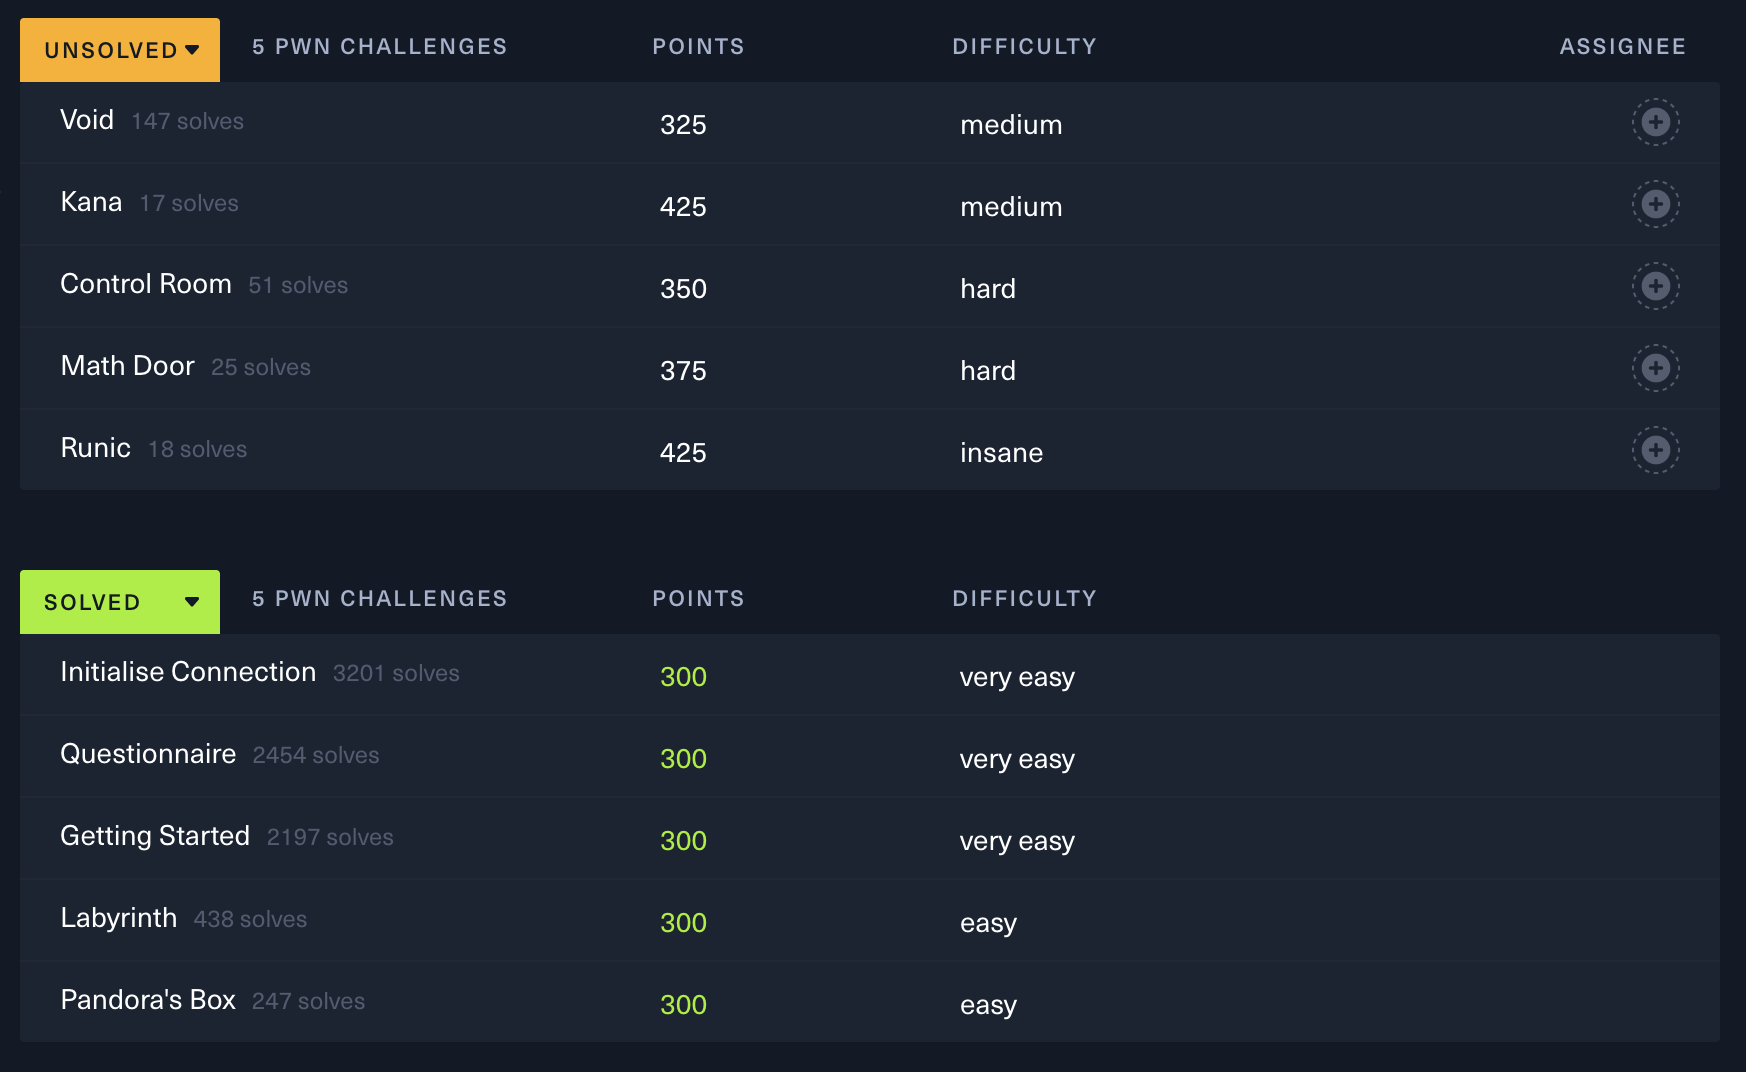 UNSOLVED 5 PWN CHALLENGES POINTS DIFFICULTY ASSIGNEE
Void 147 solves 325 medium
Kana 17 solves 425 medium
Control Room 51 solves 350 hard
Math Door 25 solves 375 hard
Runic 18 solves 425 insane
SOLVED 5 PWN CHALLENGES POINTS DIFFICULTY
Initialise Connection 3201 solves 300 very easy
Questionnaire 2454 solves 300 very easy
Getting Started 2197 solves 300 very easy
Labyrinth 438 solves 300 easy
Pandora's Box 247 solves 300 easy